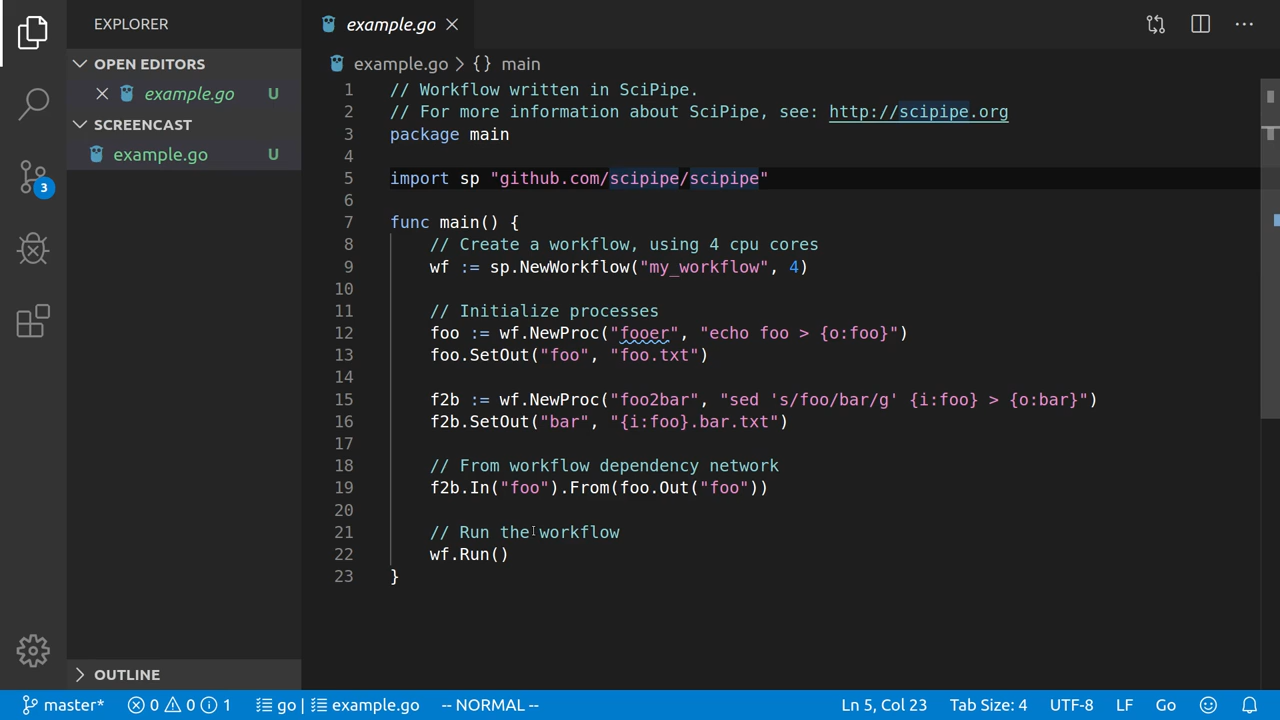 EXPLORER
OPEN EDITORS
example.go U
SCREENCAST
example.go U
3
OUTLINE
example.go
example.go > {} main
1 // Workflow written in SciPipe.
2 // For more information about SciPipe, see: http://scipipe.org
3 package main
4
5 import sp "github.com/scipipe/scipipe"
6
7 func main() {
8 // Create a workflow, using 4 cpu cores
9 wf := sp.NewWorkflow("my_workflow", 4)
10
11 // Initialize processes
12 foo := wf.NewProc("fooer", "echo foo > {o:foo}")
13 foo.SetOut("foo", "foo.txt")
14
15 f2b := wf.NewProc("foo2bar", "sed 's/foo/bar/g' {i:foo} > {o:bar}")
16 f2b.SetOut("bar", "{i:foo}.bar.txt")
17
18 // From workflow dependency network
19 f2b.In("foo").From(foo.Out("foo"))
20
21 // Run the workflow
22 wf.Run()
23 }
master* 0 0 1 go | example.go -- NORMAL -- Ln 5, Col 23 Tab Size: 4 UTF-8 LF Go